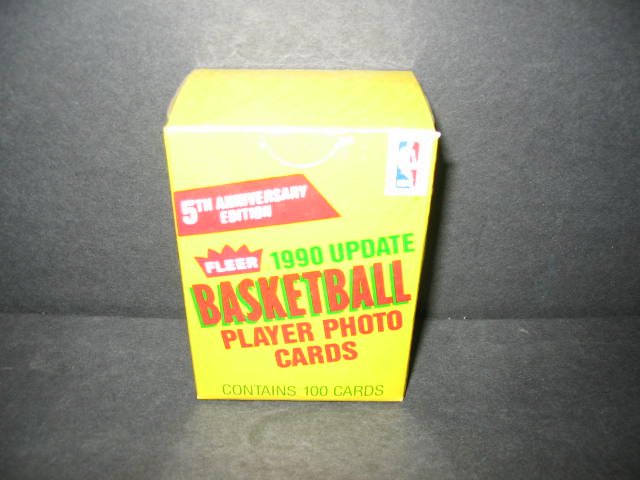 5TH ANNIVERSARY
EDITION
FLEER 1990 UPDATE
BASKETBALL
PLAYER PHOTO
CARDS
CONTAINS 100 CARDS